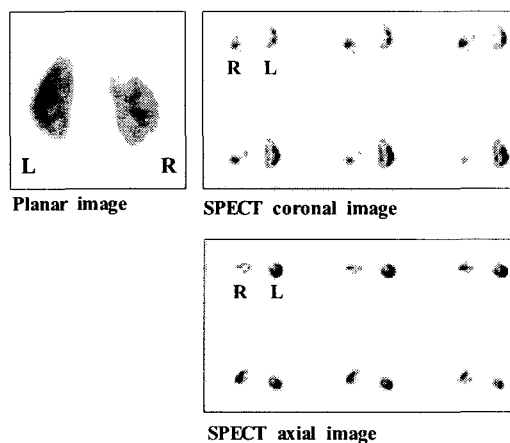 R L
L R
Planar image
SPECT coronal image
R L
SPECT axial image